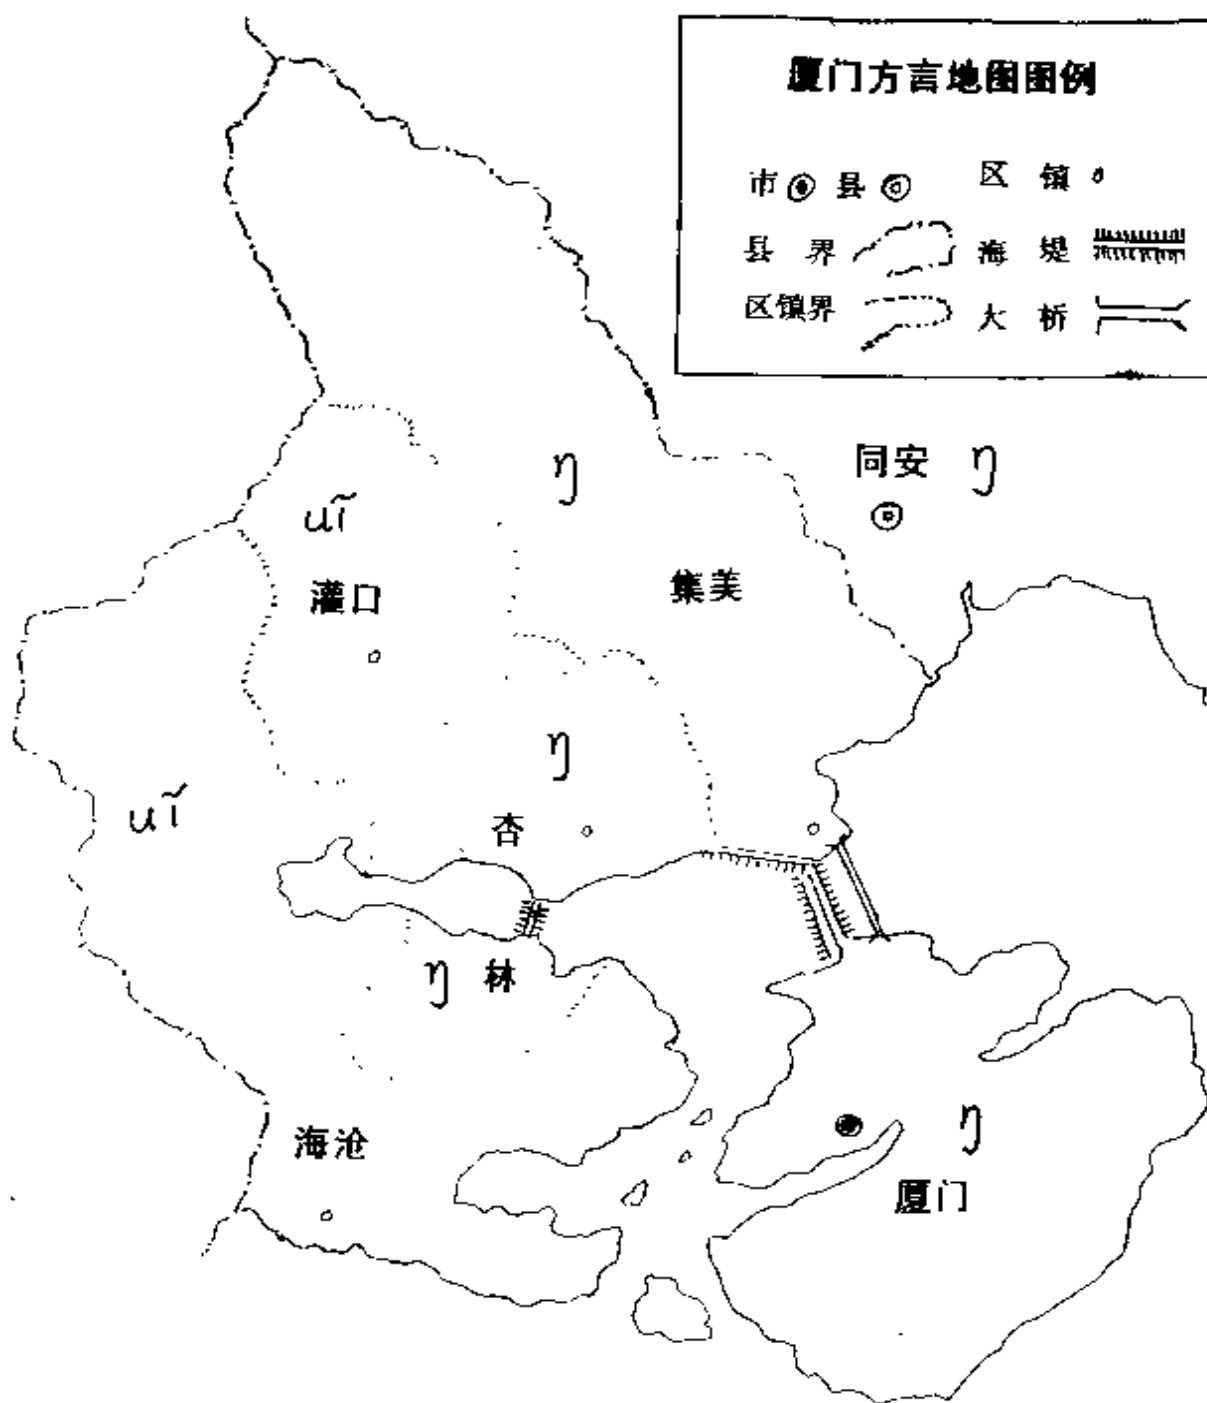 厦门方言地图图例
市 县 区镇
县界 海堤
区镇界 大桥
同安 ŋ
ŋ
uĩ
灌口
集美
ŋ
uĩ
杏
ŋ 林
海沧
ŋ
厦门